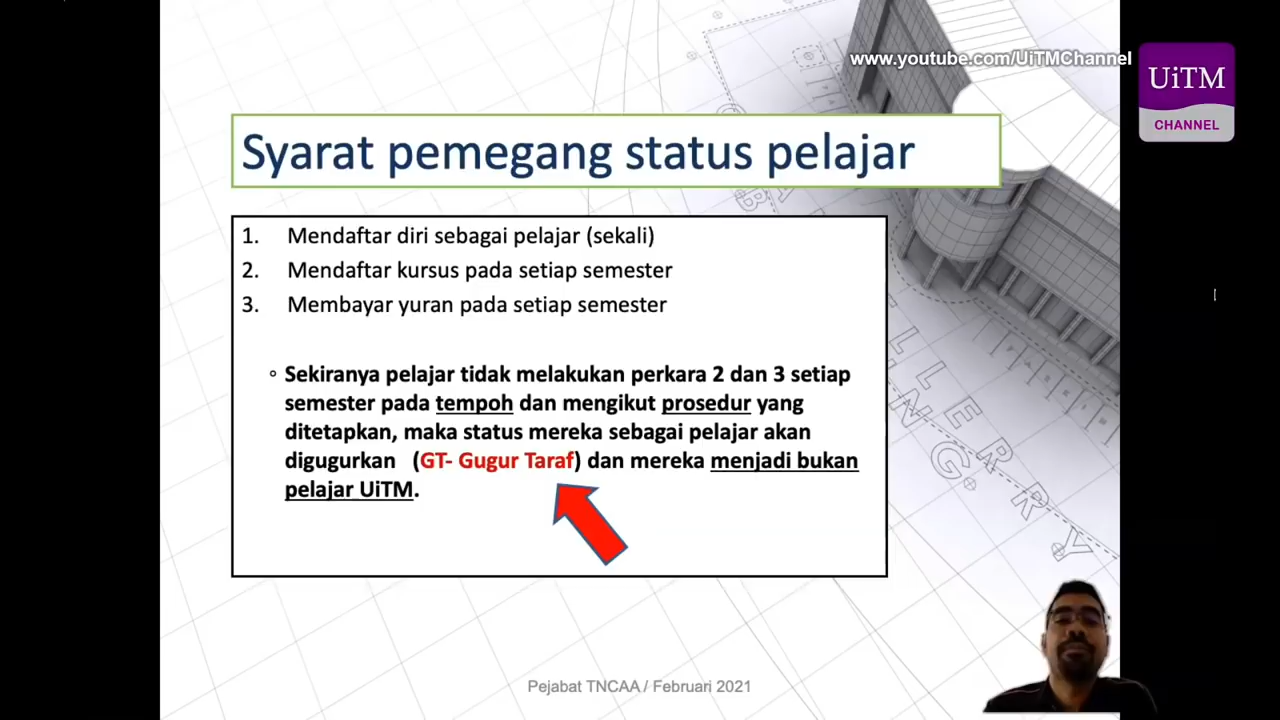 www.youtube.com/UiTMChannel
UiTM
CHANNEL
Syarat pemegang status pelajar
1. Mendaftar diri sebagai pelajar (sekali)
2. Mendaftar kursus pada setiap semester
3. Membayar yuran pada setiap semester
◦ Sekiranya pelajar tidak melakukan perkara 2 dan 3 setiap
semester pada tempoh dan mengikut prosedur yang
ditetapkan, maka status mereka sebagai pelajar akan
digugurkan (GT- Gugur Taraf) dan mereka menjadi bukan
pelajar UiTM.
Pejabat TNCAA / Februari 2021